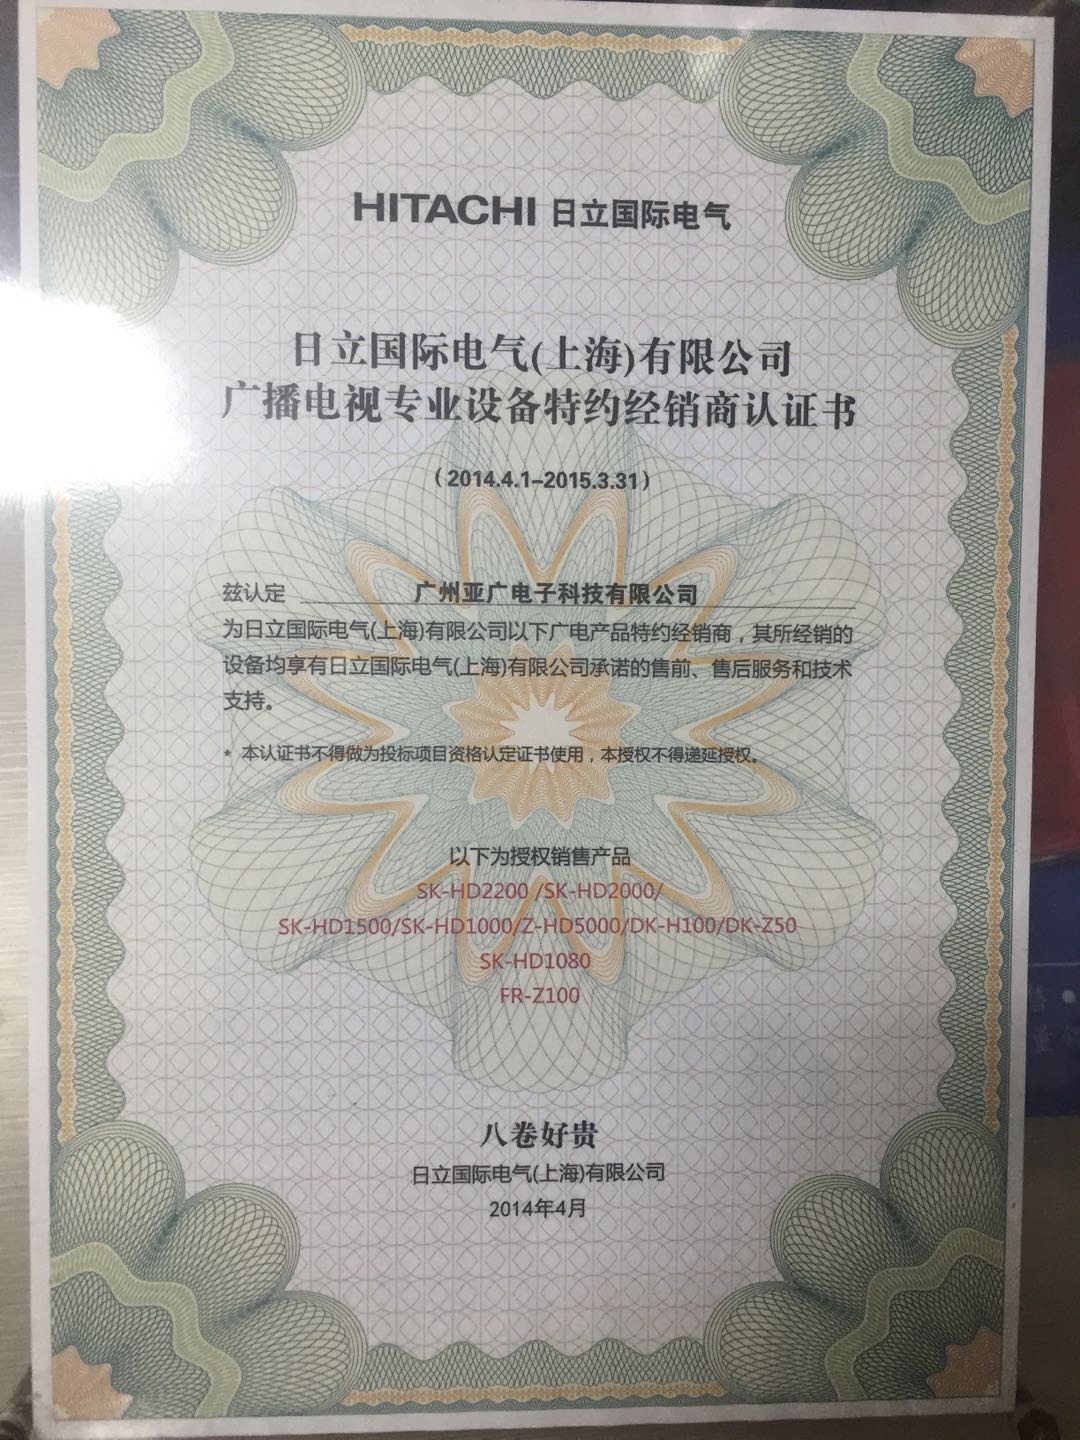 HITACHI 日立国际电气
日立国际电气(上海)有限公司
广播电视专业设备特约经销商认证书
(2014.4.1-2015.3.31)
兹认定 广州亚广电子科技有限公司
为日立国际电气(上海)有限公司以下广电产品特约经销商，其所经销的
设备均享有日立国际电气(上海)有限公司承诺的售前、售后服务和技术
支持。
* 本认证书不得做为投标项目资格认定证书使用，本授权不得递延授权。
以下为授权销售产品
SK-HD2200 /SK-HD2000/
SK-HD1500/SK-HD1000/Z-HD5000/DK-H100/DK-Z50
SK-HD1080
FR-Z100
八卷好贵
日立国际电气(上海)有限公司
2014年4月